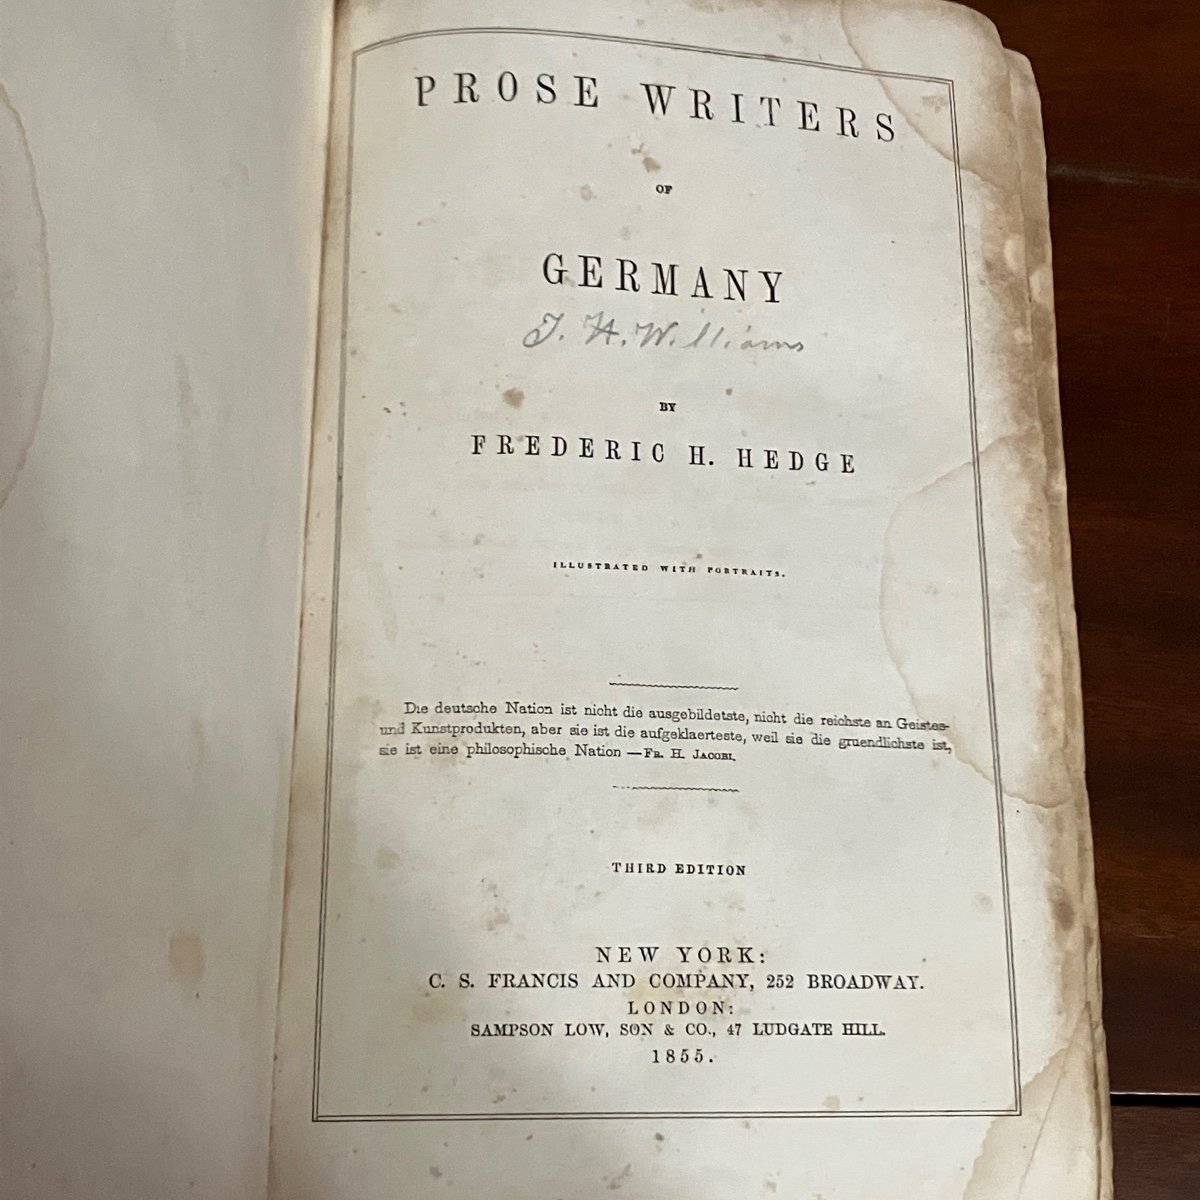 PROSE WRITERS
OF
GERMANY
T. H. Williams
BY
FREDERIC H. HEDGE
ILLUSTRATED WITH PORTRAITS.
Die deutsche Nation ist nicht die ausgebildetste, nicht die reichste an Geistes-
und Kunstprodukten, aber sie ist die aufgeklaerteste, weil sie die gruendlichste ist,
sie ist eine philosophische Nation —FR. H. JACOBI.
THIRD EDITION
NEW YORK:
C. S. FRANCIS AND COMPANY, 252 BROADWAY.
LONDON:
SAMPSON LOW, SON & CO., 47 LUDGATE HILL.
1855.